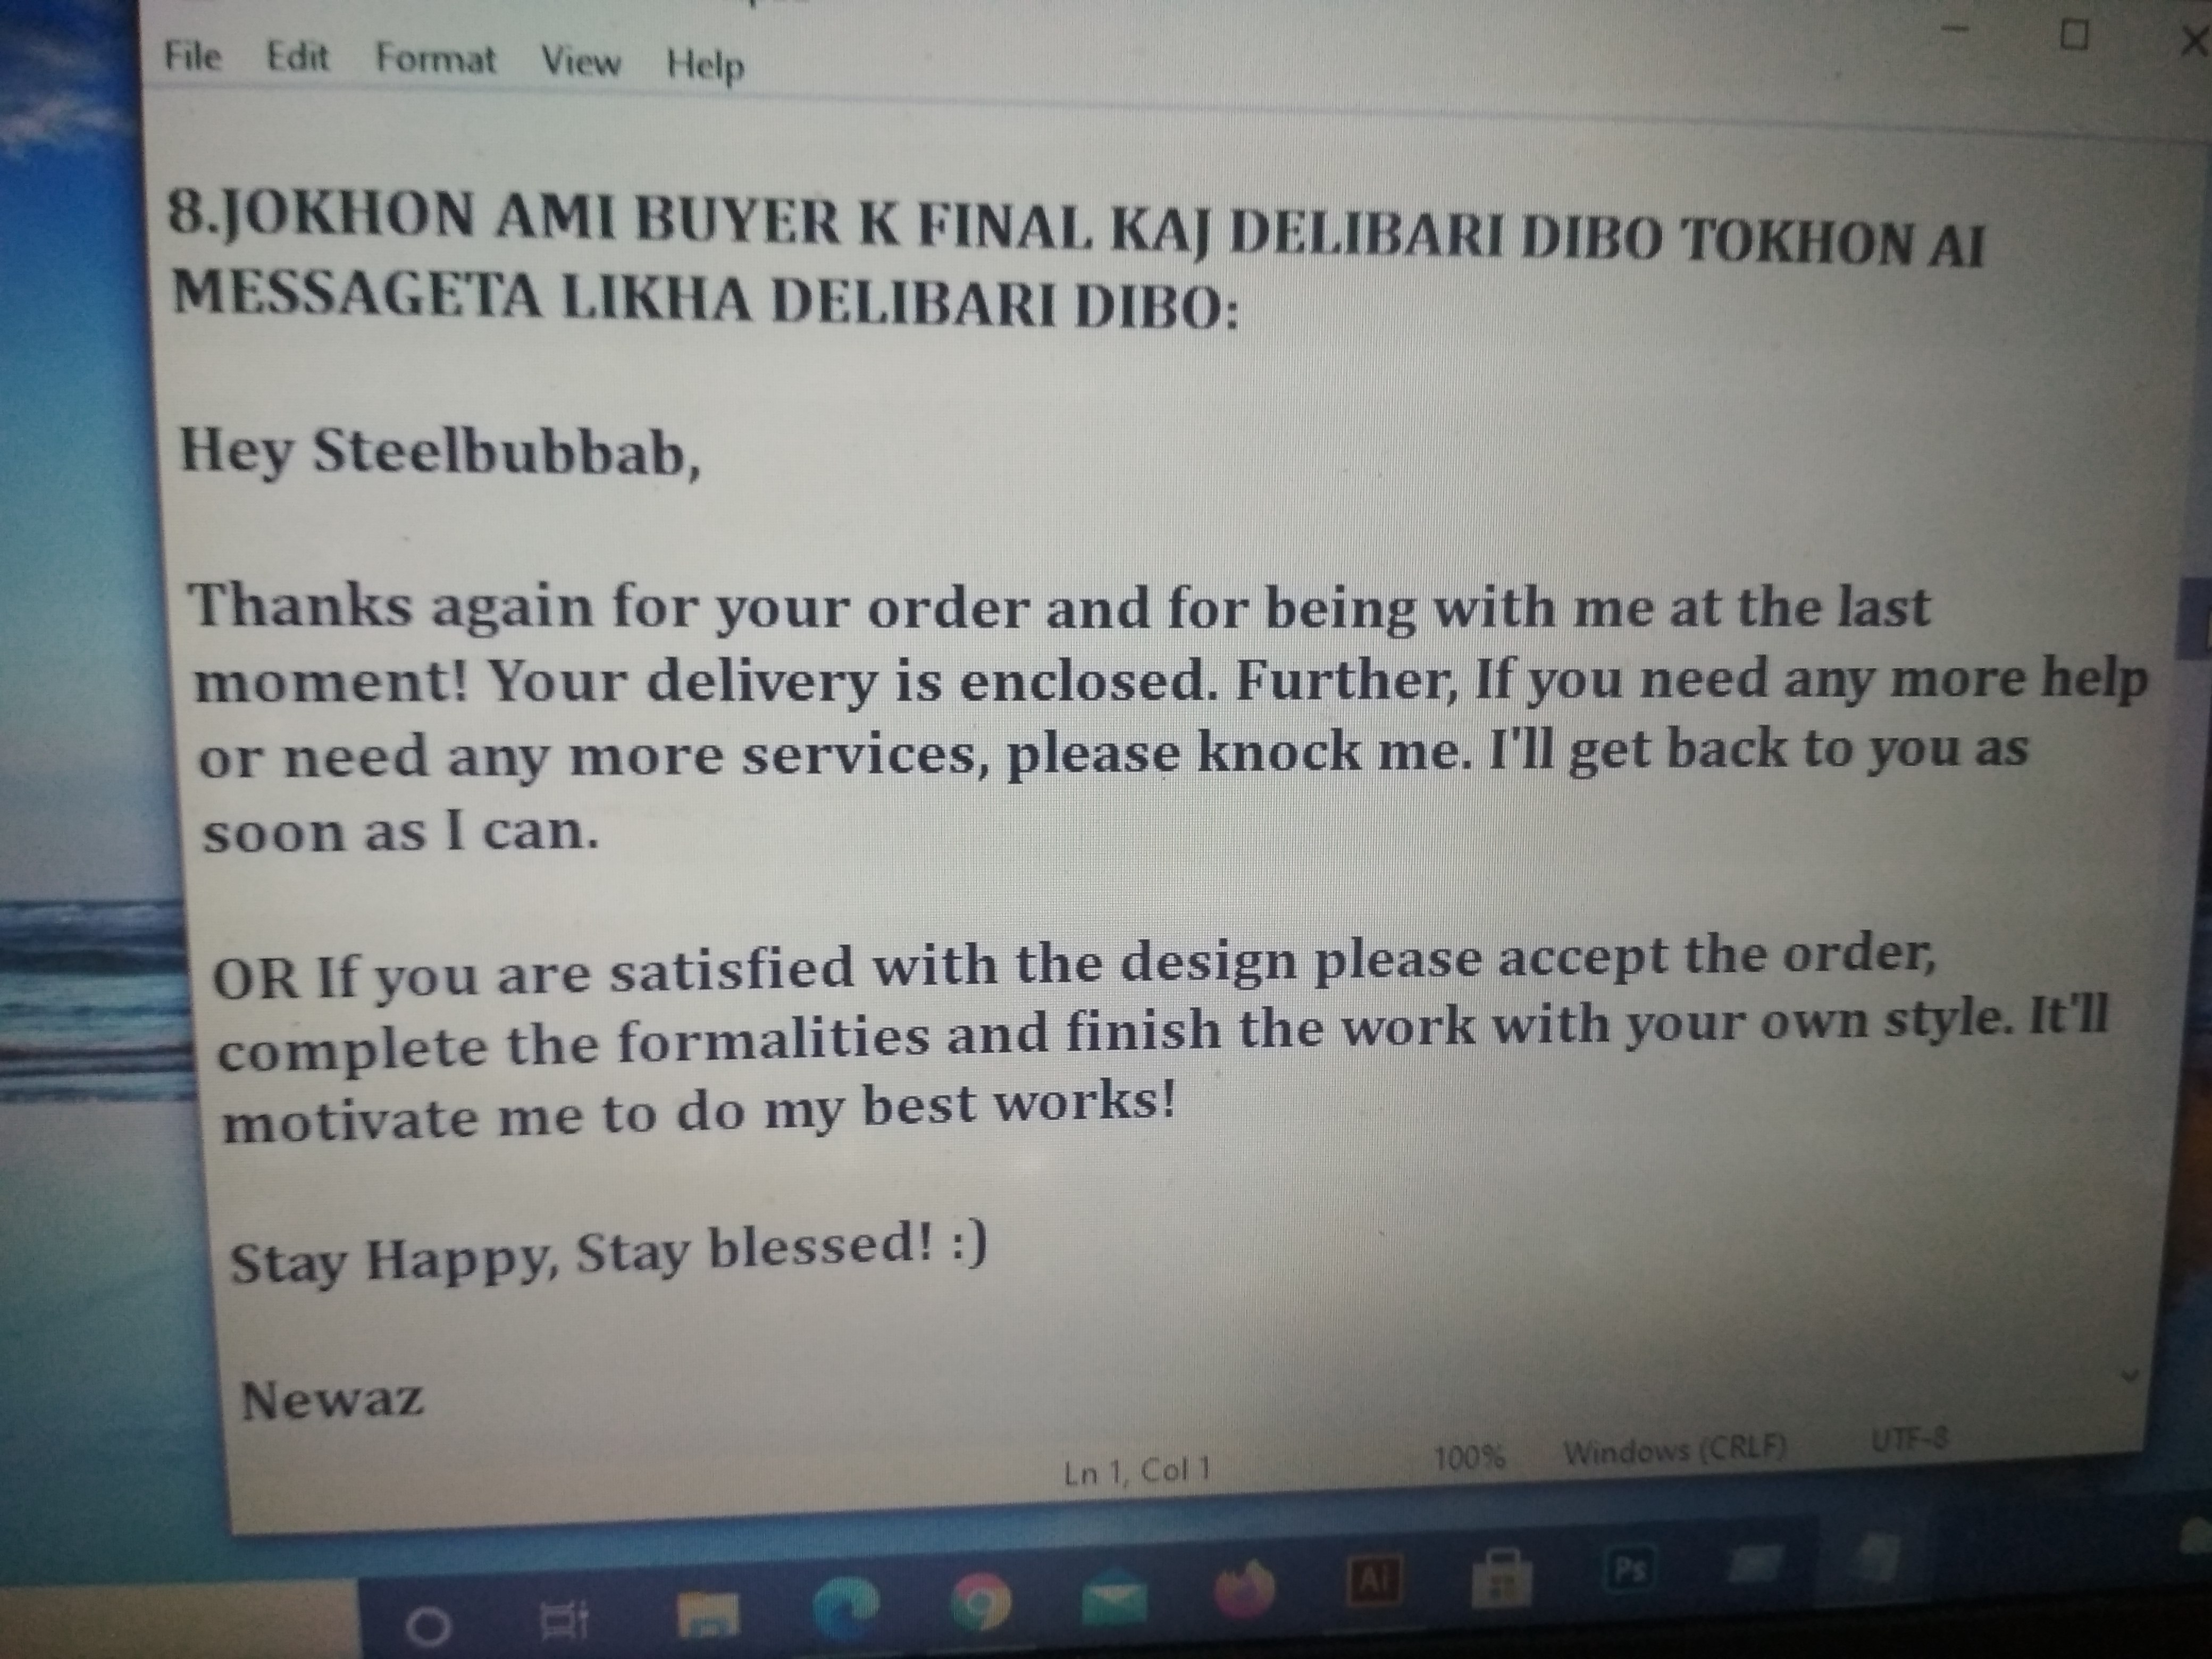 File Edit Format View Help
8.JOKHON AMI BUYER K FINAL KAJ DELIBARI DIBO TOKHON AI
MESSAGETA LIKHA DELIBARI DIBO:
Hey Steelbubbab,
Thanks again for your order and for being with me at the last
moment! Your delivery is enclosed. Further, If you need any more help
or need any more services, please knock me. I'll get back to you as
soon as I can.
OR If you are satisfied with the design please accept the order,
complete the formalities and finish the work with your own style. It'll
motivate me to do my best works!
Stay Happy, Stay blessed! :)
Newaz
Ln 1, Col 1 100% Windows (CRLF) UTF-8
Ai Ps